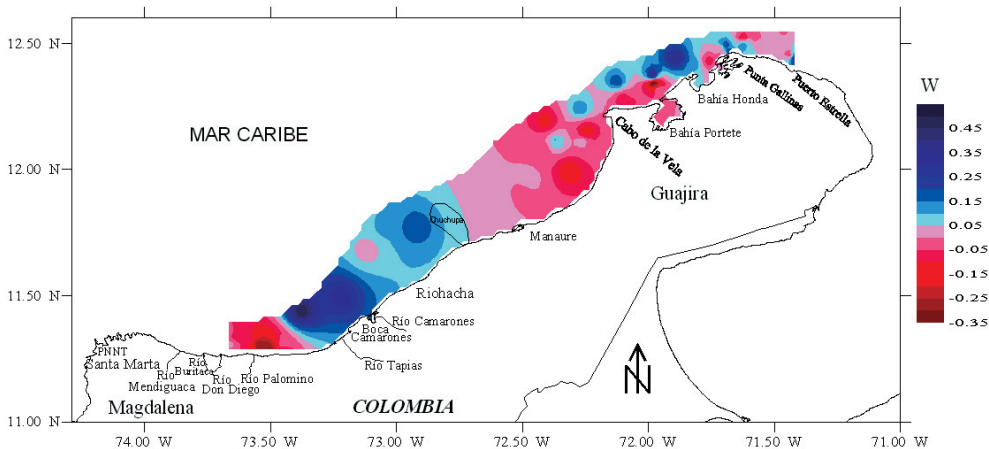 12.50 N
12.00 N
11.50 N
11.00 N
MAR CARIBE
Puerto Estrella
Punta Gallinas
Bahía Honda
Bahía Portete
Cabo de la Vela
Guajira
Chuchupa
Manaure
Riohacha
Río Camarones
Boca
Camarones
Río Tapias
PNNT
Santa Marta
Río
Mendiguaca
Río
Buritaca
Río
Don Diego
Río Palomino
Magdalena
COLOMBIA
N
W
0.45
0.35
0.25
0.15
0.05
-0.05
-0.15
-0.25
-0.35
74.00 W
73.50 W
73.00 W
72.50 W
72.00 W
71.50 W
71.00 W